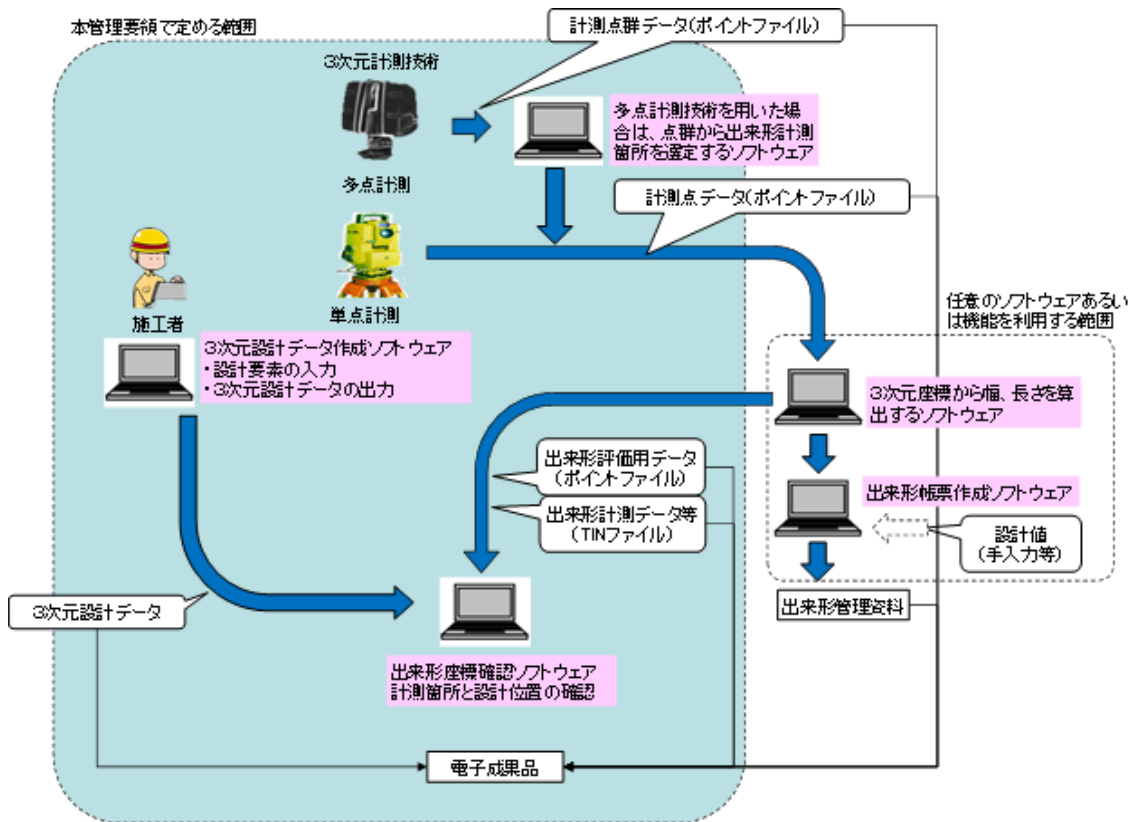 本管理要領で定める範囲
計測点群データ(ポイントファイル)
3次元計測技術
多点計測技術を用いた場
合は、点群から出来形計測
箇所を選定するソフトウェア
多点計測
計測点データ(ポイントファイル)
単点計測
施工者
任意のソフトウェアあるい
は機能を利用する範囲
3次元設計データ作成ソフトウェア
・設計要素の入力
・3次元設計データの出力
3次元座標から幅、長さを算
出するソフトウェア
出来形評価用データ
(ポイントファイル)
出来形計測データ等
(TINファイル)
出来形帳票作成ソフトウェア
設計値
(手入力等)
3次元設計データ
出来形管理資料
出来形座標確認ソフトウェア
計測箇所と設計位置の確認
電子成果品